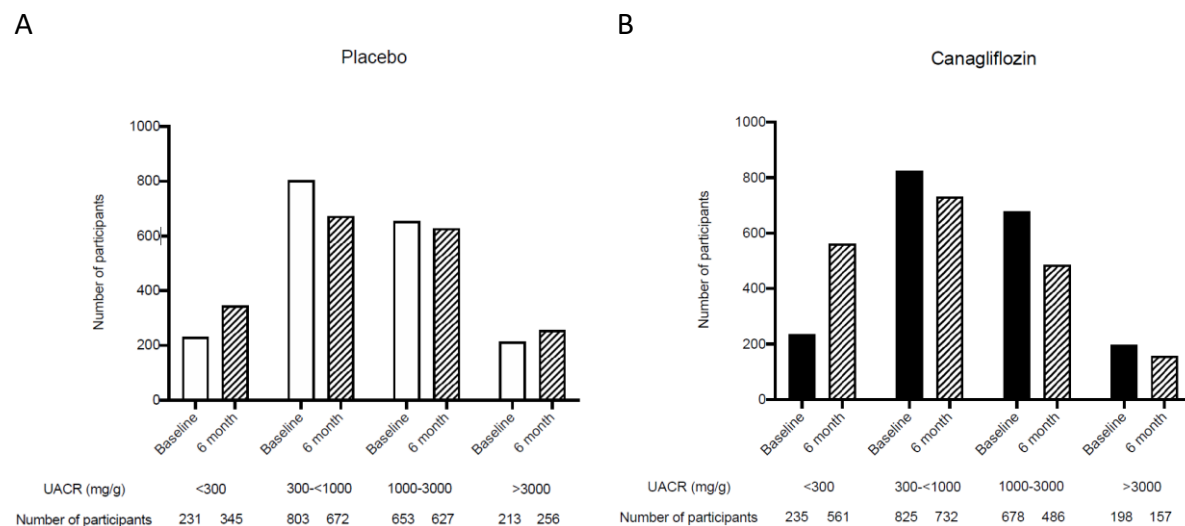 A
Placebo
Number of participants
1000
800
600
400
200
0
Baseline
6 month
Baseline
6 month
Baseline
6 month
Baseline
6 month
UACR (mg/g) <300 300-<1000 1000-3000 >3000
Number of participants 231 345 803 672 653 627 213 256
B
Canagliflozin
Number of participants
1000
800
600
400
200
0
Baseline
6 month
Baseline
6 month
Baseline
6 month
Baseline
6 month
UACR (mg/g) <300 300-<1000 1000-3000 >3000
Number of participants 235 561 825 732 678 486 198 157